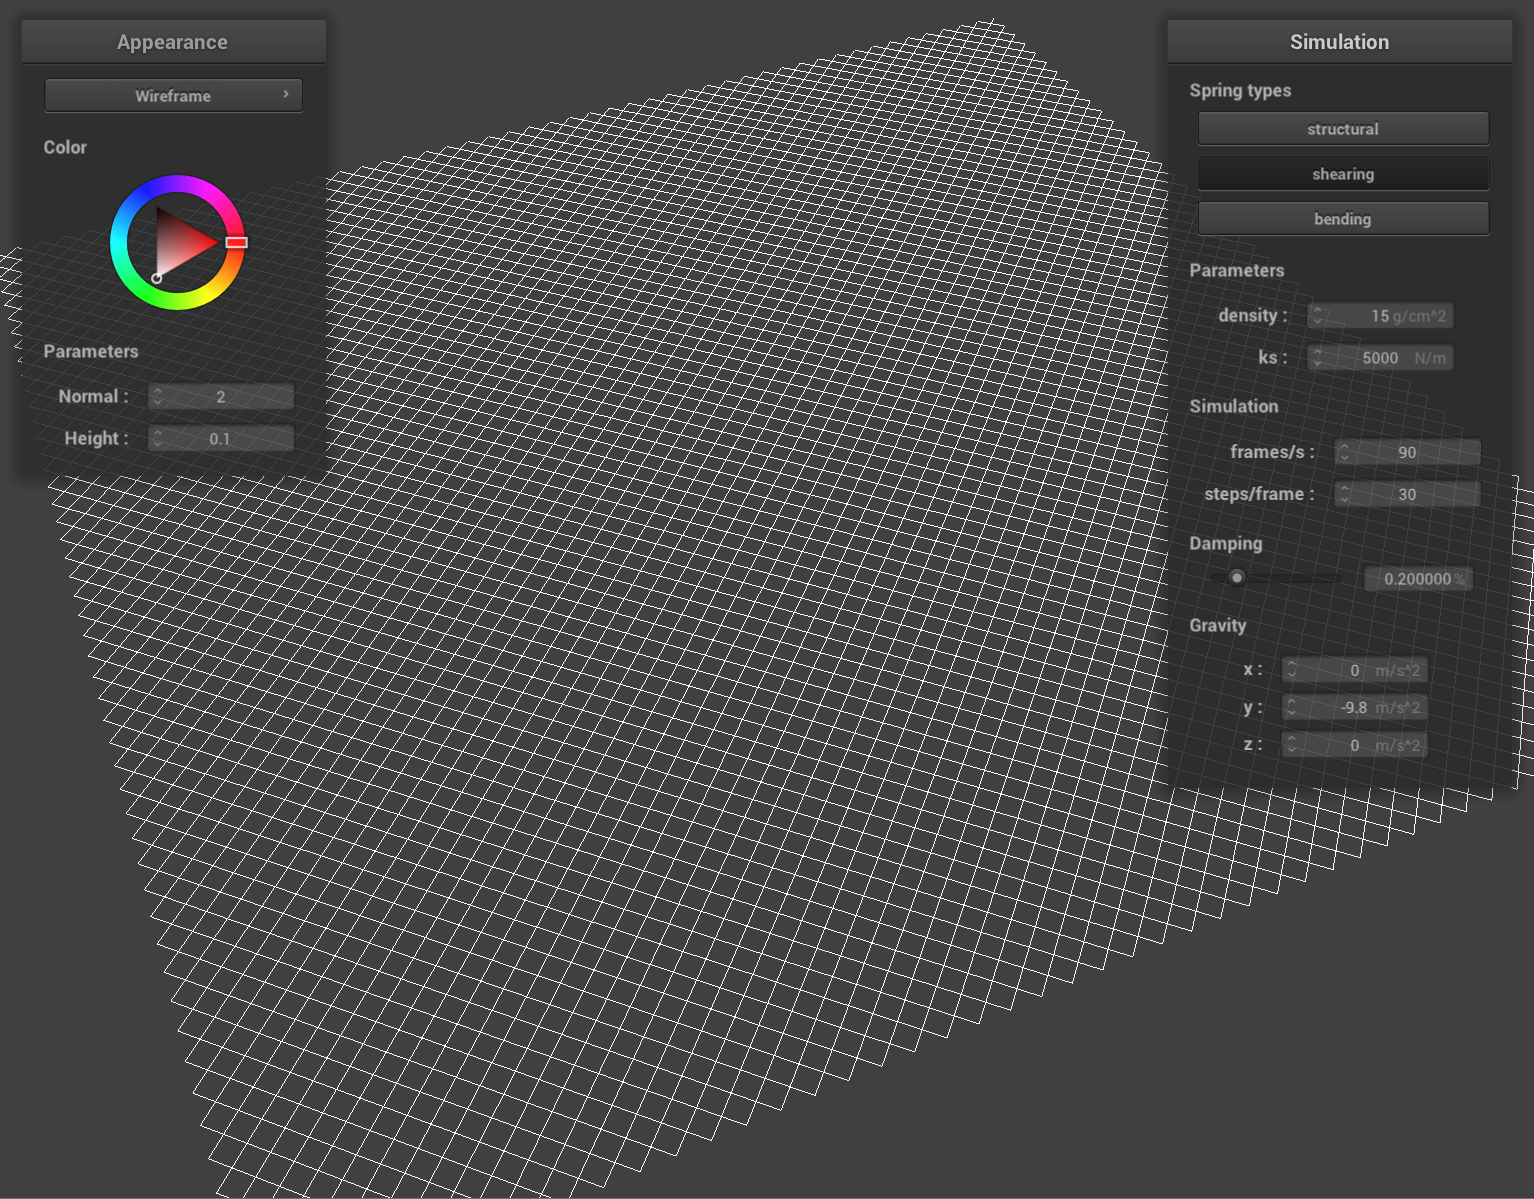 Appearance
Wireframe
Color
Parameters
Normal : 2
Height : 0.1
Simulation
Spring types
structural
shearing
bending
Parameters
density : 15 g/cm^2
ks : 5000 N/m
Simulation
frames/s : 90
steps/frame : 30
Damping
0.200000 %
Gravity
x : 0 m/s^2
y : -9.8 m/s^2
z : 0 m/s^2